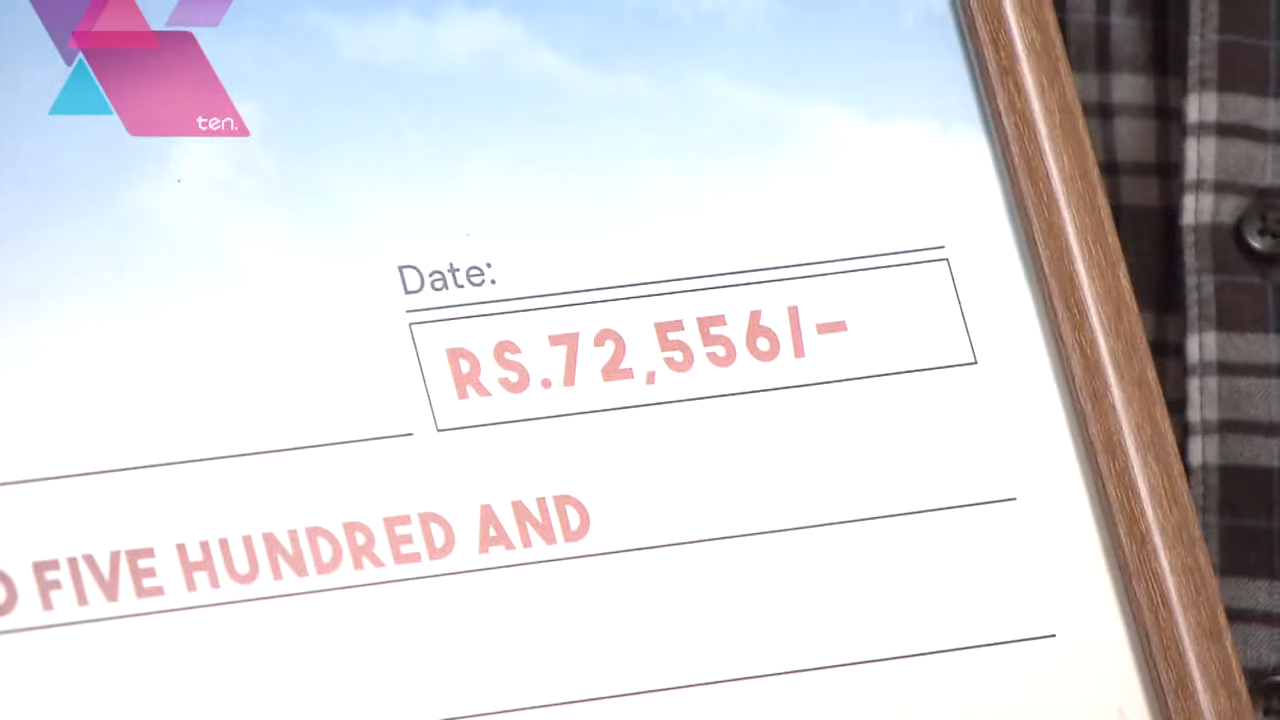 ten.
Date:
RS.72,556/-
FIVE HUNDRED AND